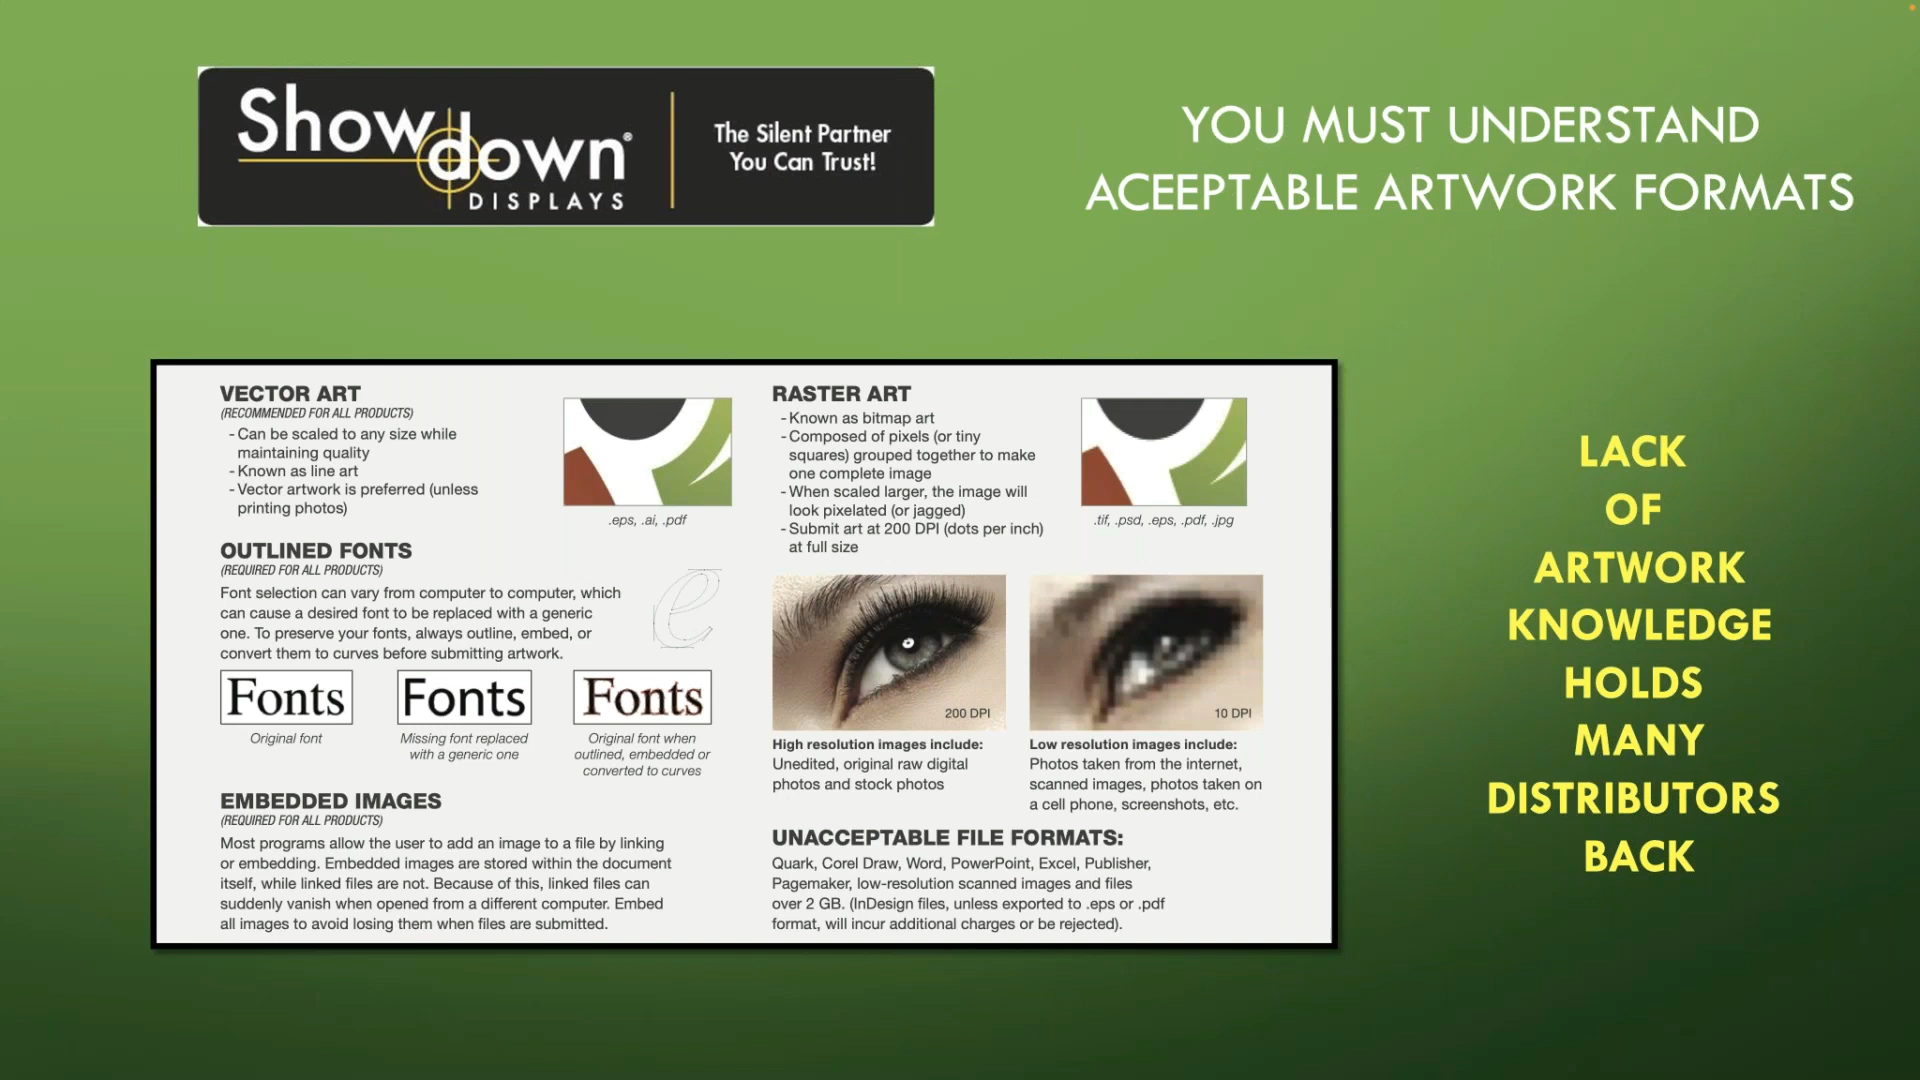 Showdown®
DISPLAYS
The Silent Partner
You Can Trust!
YOU MUST UNDERSTAND
ACEEPTABLE ARTWORK FORMATS
VECTOR ART
(RECOMMENDED FOR ALL PRODUCTS)
- Can be scaled to any size while
maintaining quality
- Known as line art
- Vector artwork is preferred (unless
printing photos)
.eps, .ai, .pdf
OUTLINED FONTS
(REQUIRED FOR ALL PRODUCTS)
Font selection can vary from computer to computer, which
can cause a desired font to be replaced with a generic
one. To preserve your fonts, always outline, embed, or
convert them to curves before submitting artwork.
e
Fonts
Original font
Fonts
Missing font replaced
with a generic one
Fonts
Original font when
outlined, embedded or
converted to curves
EMBEDDED IMAGES
(REQUIRED FOR ALL PRODUCTS)
Most programs allow the user to add an image to a file by linking
or embedding. Embedded images are stored within the document
itself, while linked files are not. Because of this, linked files can
suddenly vanish when opened from a different computer. Embed
all images to avoid losing them when files are submitted.
RASTER ART
- Known as bitmap art
- Composed of pixels (or tiny
squares) grouped together to make
one complete image
- When scaled larger, the image will
look pixelated (or jagged)
- Submit art at 200 DPI (dots per inch)
at full size
.tif, .psd, .eps, .pdf, .jpg
200 DPI
High resolution images include:
Unedited, original raw digital
photos and stock photos
10 DPI
Low resolution images include:
Photos taken from the internet,
scanned images, photos taken on
a cell phone, screenshots, etc.
UNACCEPTABLE FILE FORMATS:
Quark, Corel Draw, Word, PowerPoint, Excel, Publisher,
Pagemaker, low-resolution scanned images and files
over 2 GB. (InDesign files, unless exported to .eps or .pdf
format, will incur additional charges or be rejected).
LACK
OF
ARTWORK
KNOWLEDGE
HOLDS
MANY
DISTRIBUTORS
BACK